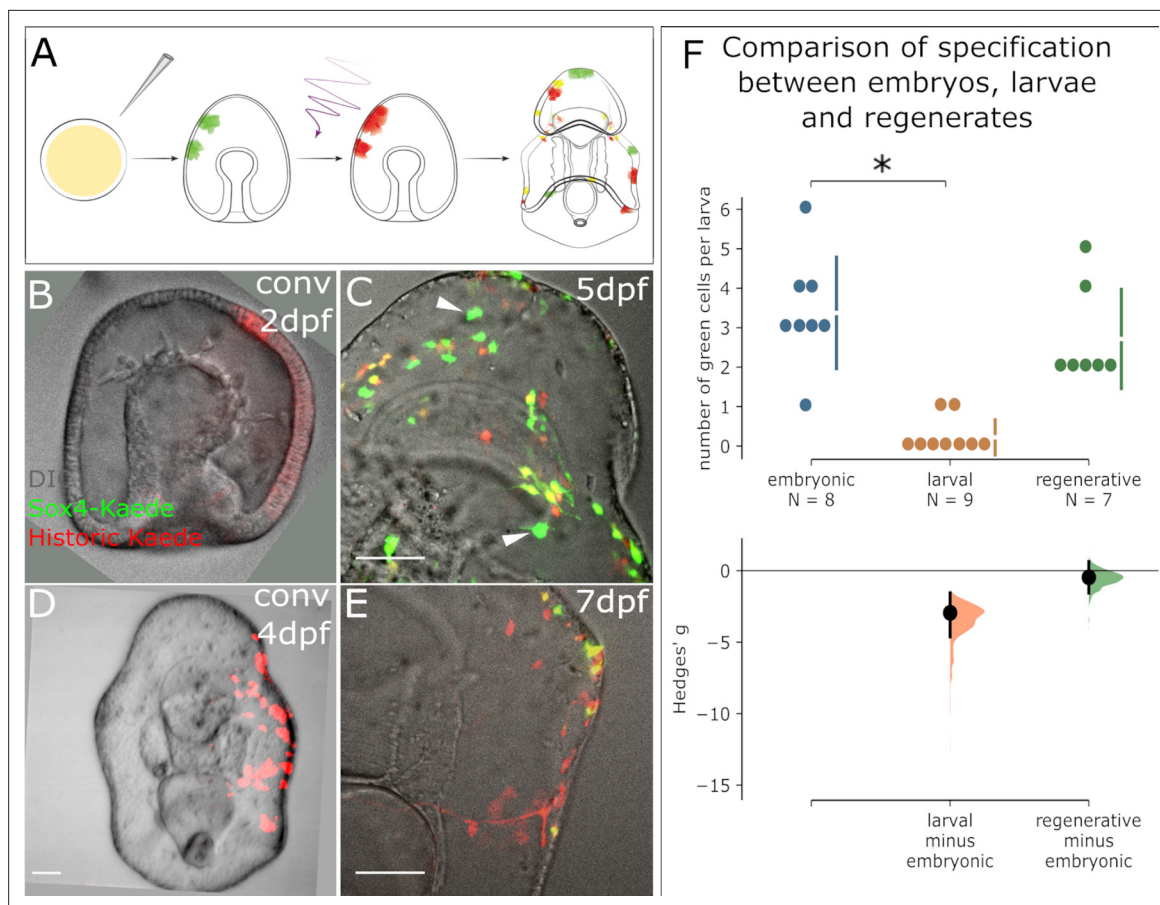 A
B
conv
2dpf
DIC
Sox4-Kaede
Historic Kaede
C
5dpf
D
conv
4dpf
E
7dpf
F
Comparison of specification
between embryos, larvae
and regenerates
*
number of green cells per larva
6
5
4
3
2
1
0
embryonic
N = 8
larval
N = 9
regenerative
N = 7
Hedges' g
0
−5
−10
−15
larval
minus
embryonic
regenerative
minus
embryonic